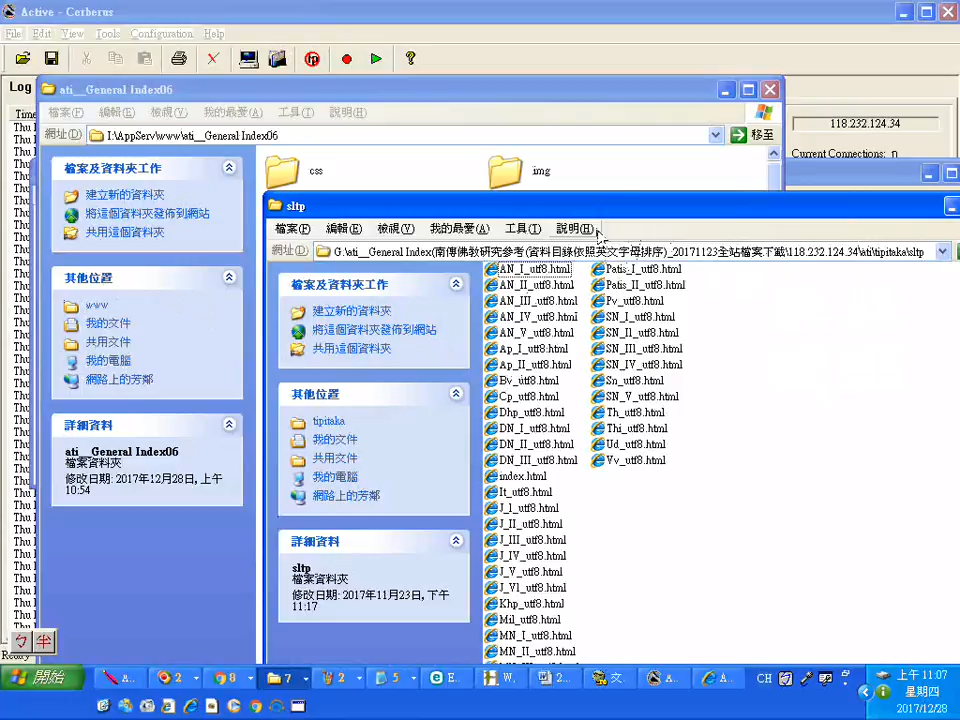 Active - Cerberus
File Edit View Tools Configuration Help
Log
Time
118.232.124.34
Current Connections: 0
ati__General Index06
檔案(F) 編輯(E) 檢視(V) 我的最愛(A) 工具(T) 說明(H)
網址(D) I:\AppServ\www\ati__General Index06 移至
檔案及資料夾工作
建立新的資料夾
將這個資料夾發佈到網站
共用這個資料夾
其他位置
www
我的文件
共用文件
我的電腦
網路上的芳鄰
詳細資料
ati__General Index06
檔案資料夾
修改日期: 2017年12月28日, 上午
10:54
css
img
sltp
檔案(F) 編輯(E) 檢視(V) 我的最愛(A) 工具(T) 說明(H)
網址(D) G:\ati__General Index(南傳佛教研究參考(資料目錄依照英文字母排序)_20171123全站檔案下載\118.232.124.34\ati\tipitaka\sltp
檔案及資料夾工作
建立新的資料夾
將這個資料夾發佈到網站
共用這個資料夾
其他位置
tipitaka
我的文件
共用文件
我的電腦
網路上的芳鄰
詳細資料
sltp
檔案資料夾
修改日期: 2017年11月23日, 下午
11:17
AN_I_utf8.html
AN_II_utf8.html
AN_III_utf8.html
AN_IV_utf8.html
AN_V_utf8.html
Ap_I_utf8.html
Ap_II_utf8.html
Bv_utf8.html
Cp_utf8.html
Dhp_utf8.html
DN_I_utf8.html
DN_II_utf8.html
DN_III_utf8.html
index.html
It_utf8.html
J_I_utf8.html
J_II_utf8.html
J_III_utf8.html
J_IV_utf8.html
J_V_utf8.html
J_VI_utf8.html
Khp_utf8.html
Mil_utf8.html
MN_I_utf8.html
MN_II_utf8.html
Patis_I_utf8.html
Patis_II_utf8.html
Pv_utf8.html
SN_I_utf8.html
SN_II_utf8.html
SN_III_utf8.html
SN_IV_utf8.html
Sn_utf8.html
SN_V_utf8.html
Th_utf8.html
Thi_utf8.html
Ud_utf8.html
Vv_utf8.html
ㄅ 半
Ready
開始 A... 2 8 7 2 5 E... W... 2... 文... A... A... CH
上午 11:07
星期四
2017/12/28